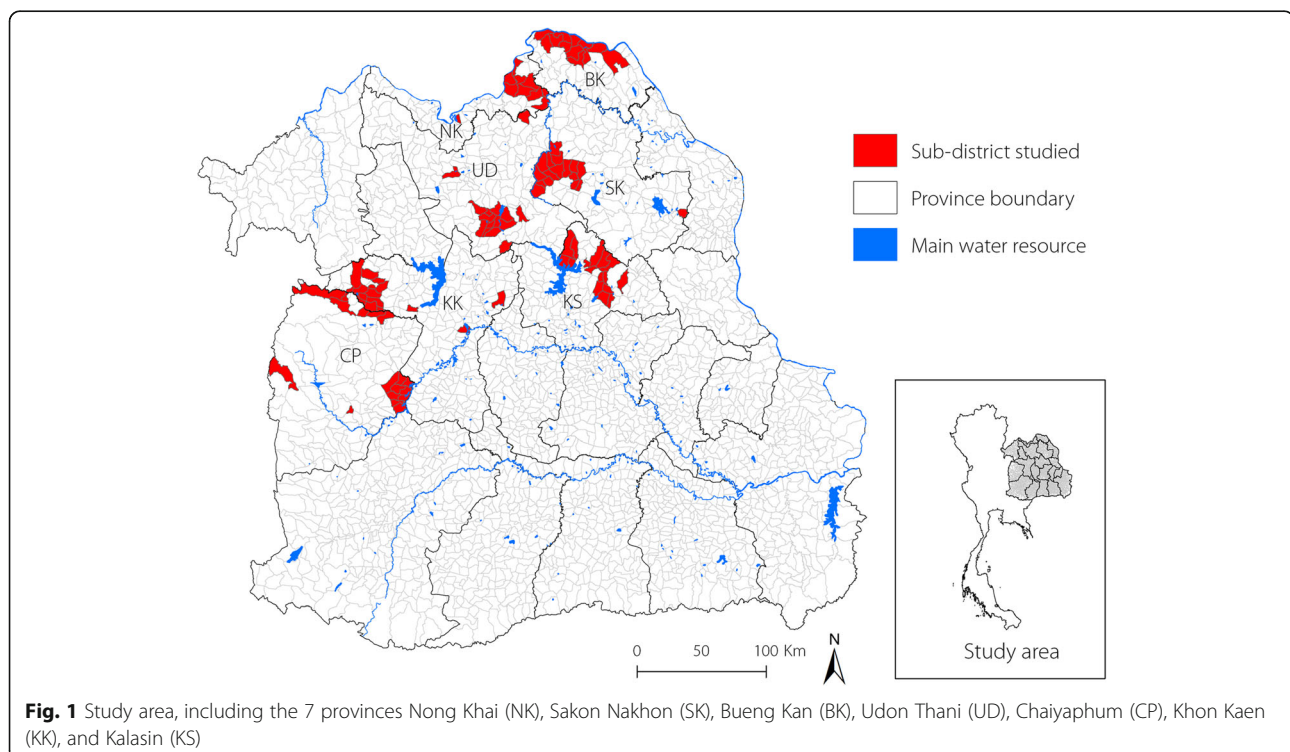 BK
NK
UD
SK
KK
KS
CP
Sub-district studied
Province boundary
Main water resource
0 50 100 Km
N
Study area
Fig. 1 Study area, including the 7 provinces Nong Khai (NK), Sakon Nakhon (SK), Bueng Kan (BK), Udon Thani (UD), Chaiyaphum (CP), Khon Kaen
(KK), and Kalasin (KS)